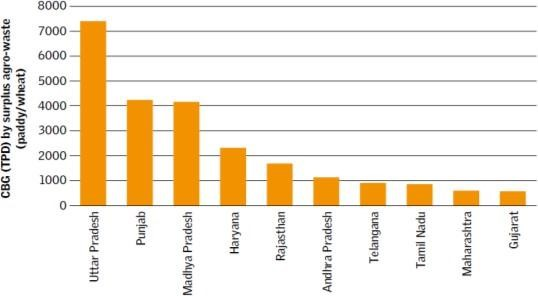 CBG (TPD) by surplus agro-waste
(paddy/wheat)
8000
7000
6000
5000
4000
3000
2000
1000
0
Uttar Pradesh
Punjab
Madhya Pradesh
Haryana
Rajasthan
Andhra Pradesh
Telangana
Tamil Nadu
Maharashtra
Gujarat